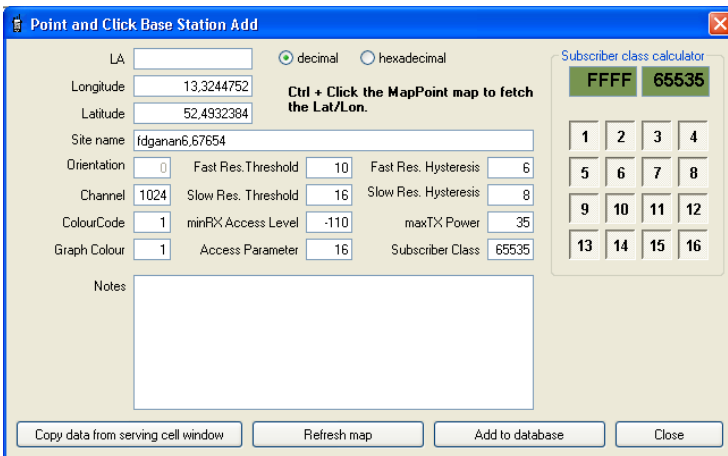 Point and Click Base Station Add
LA
decimal
hexadecimal
Subscriber class calculator
FFFF 65535
Longitude 13,3244752
Ctrl + Click the MapPoint map to fetch
the Lat/Lon.
Latitude 52,4932384
Site name fdganan6,67654
1 2 3 4
Orientation 0 Fast Res.Threshold 10 Fast Res. Hysteresis 6
5 6 7 8
Channel 1024 Slow Res. Threshold 16 Slow Res. Hysteresis 8
9 10 11 12
ColourCode 1 minRX Access Level -110 maxTX Power 35
13 14 15 16
Graph Colour 1 Access Parameter 16 Subscriber Class 65535
Notes
Copy data from serving cell window
Refresh map
Add to database
Close